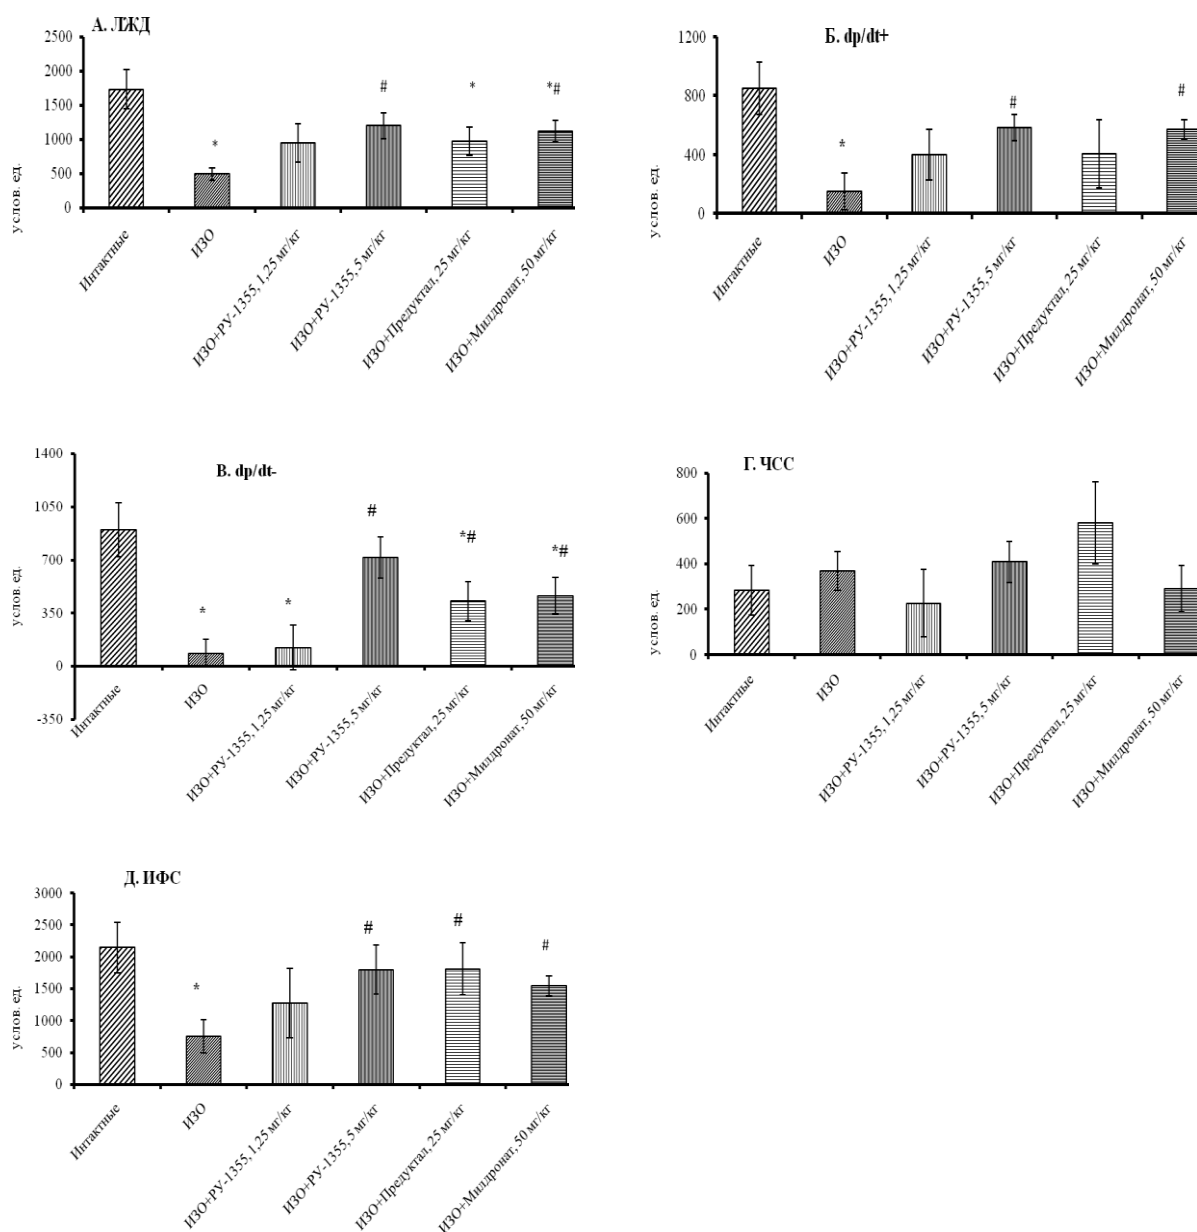 А. ЛЖД
2500
2000
1500
1000
500
0
услов. ед.
*
#
*
*#
Интактные
ИЗО
ИЗО+РУ-1355, 1,25 мг/кг
ИЗО+РУ-1355, 5 мг/кг
ИЗО+Предуктал, 25 мг/кг
ИЗО+Милдронат, 50 мг/кг
Б. dp/dt+
1200
800
400
0
услов. ед.
*
#
#
Интактные
ИЗО
ИЗО+РУ-1355, 1,25 мг/кг
ИЗО+РУ-1355, 5 мг/кг
ИЗО+Предуктал, 25 мг/кг
ИЗО+Милдронат, 50 мг/кг
В. dp/dt-
1400
1050
700
350
0
-350
услов. ед.
*
*
#
*#
*#
Интактные
ИЗО
ИЗО+РУ-1355, 1,25 мг/кг
ИЗО+РУ-1355, 5 мг/кг
ИЗО+Предуктал, 25 мг/кг
ИЗО+Милдронат, 50 мг/кг
Г. ЧСС
800
600
400
200
0
услов. ед.
Интактные
ИЗО
ИЗО+РУ-1355, 1,25 мг/кг
ИЗО+РУ-1355, 5 мг/кг
ИЗО+Предуктал, 25 мг/кг
ИЗО+Милдронат, 50 мг/кг
Д. ИФС
3000
2500
2000
1500
1000
500
0
услов. ед.
*
#
#
#
Интактные
ИЗО
ИЗО+РУ-1355, 1,25 мг/кг
ИЗО+РУ-1355, 5 мг/кг
ИЗО+Предуктал, 25 мг/кг
ИЗО+Милдронат, 50 мг/кг